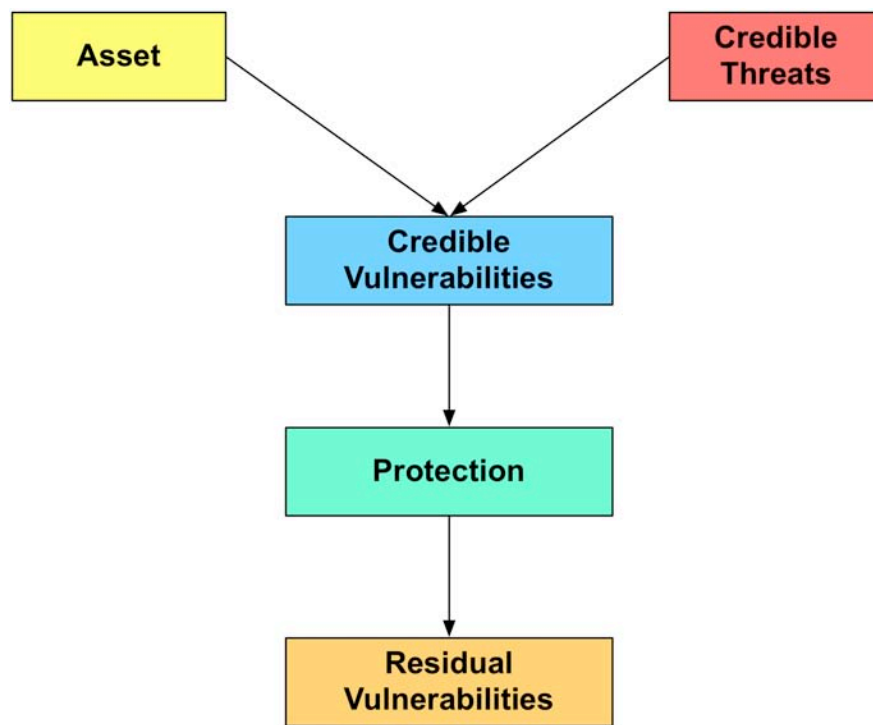 Asset
Credible
Threats
Credible
Vulnerabilities
Protection
Residual
Vulnerabilities